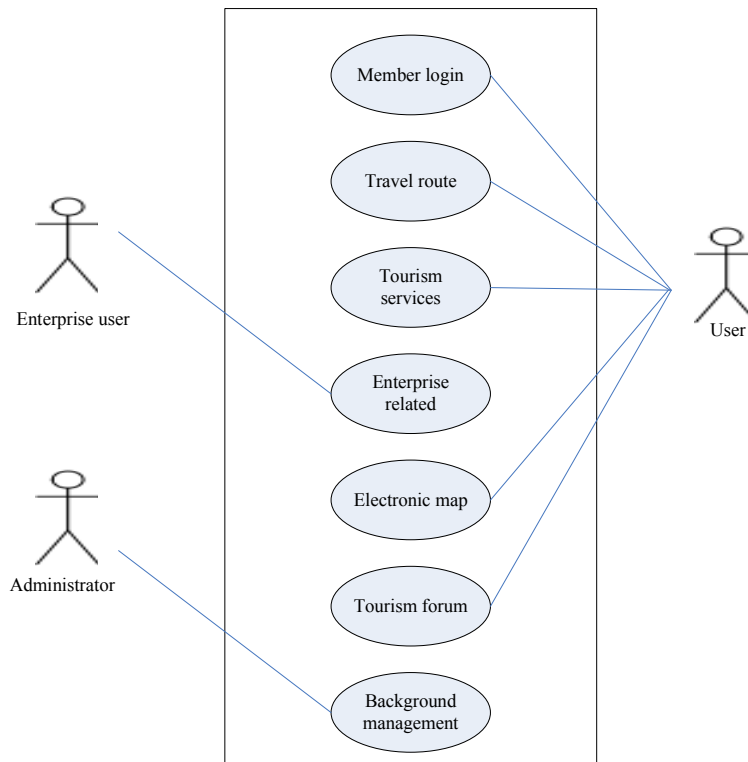 Member login
Travel route
Tourism
services
Enterprise user
User
Enterprise
related
Electronic map
Administrator
Tourism forum
Background
management